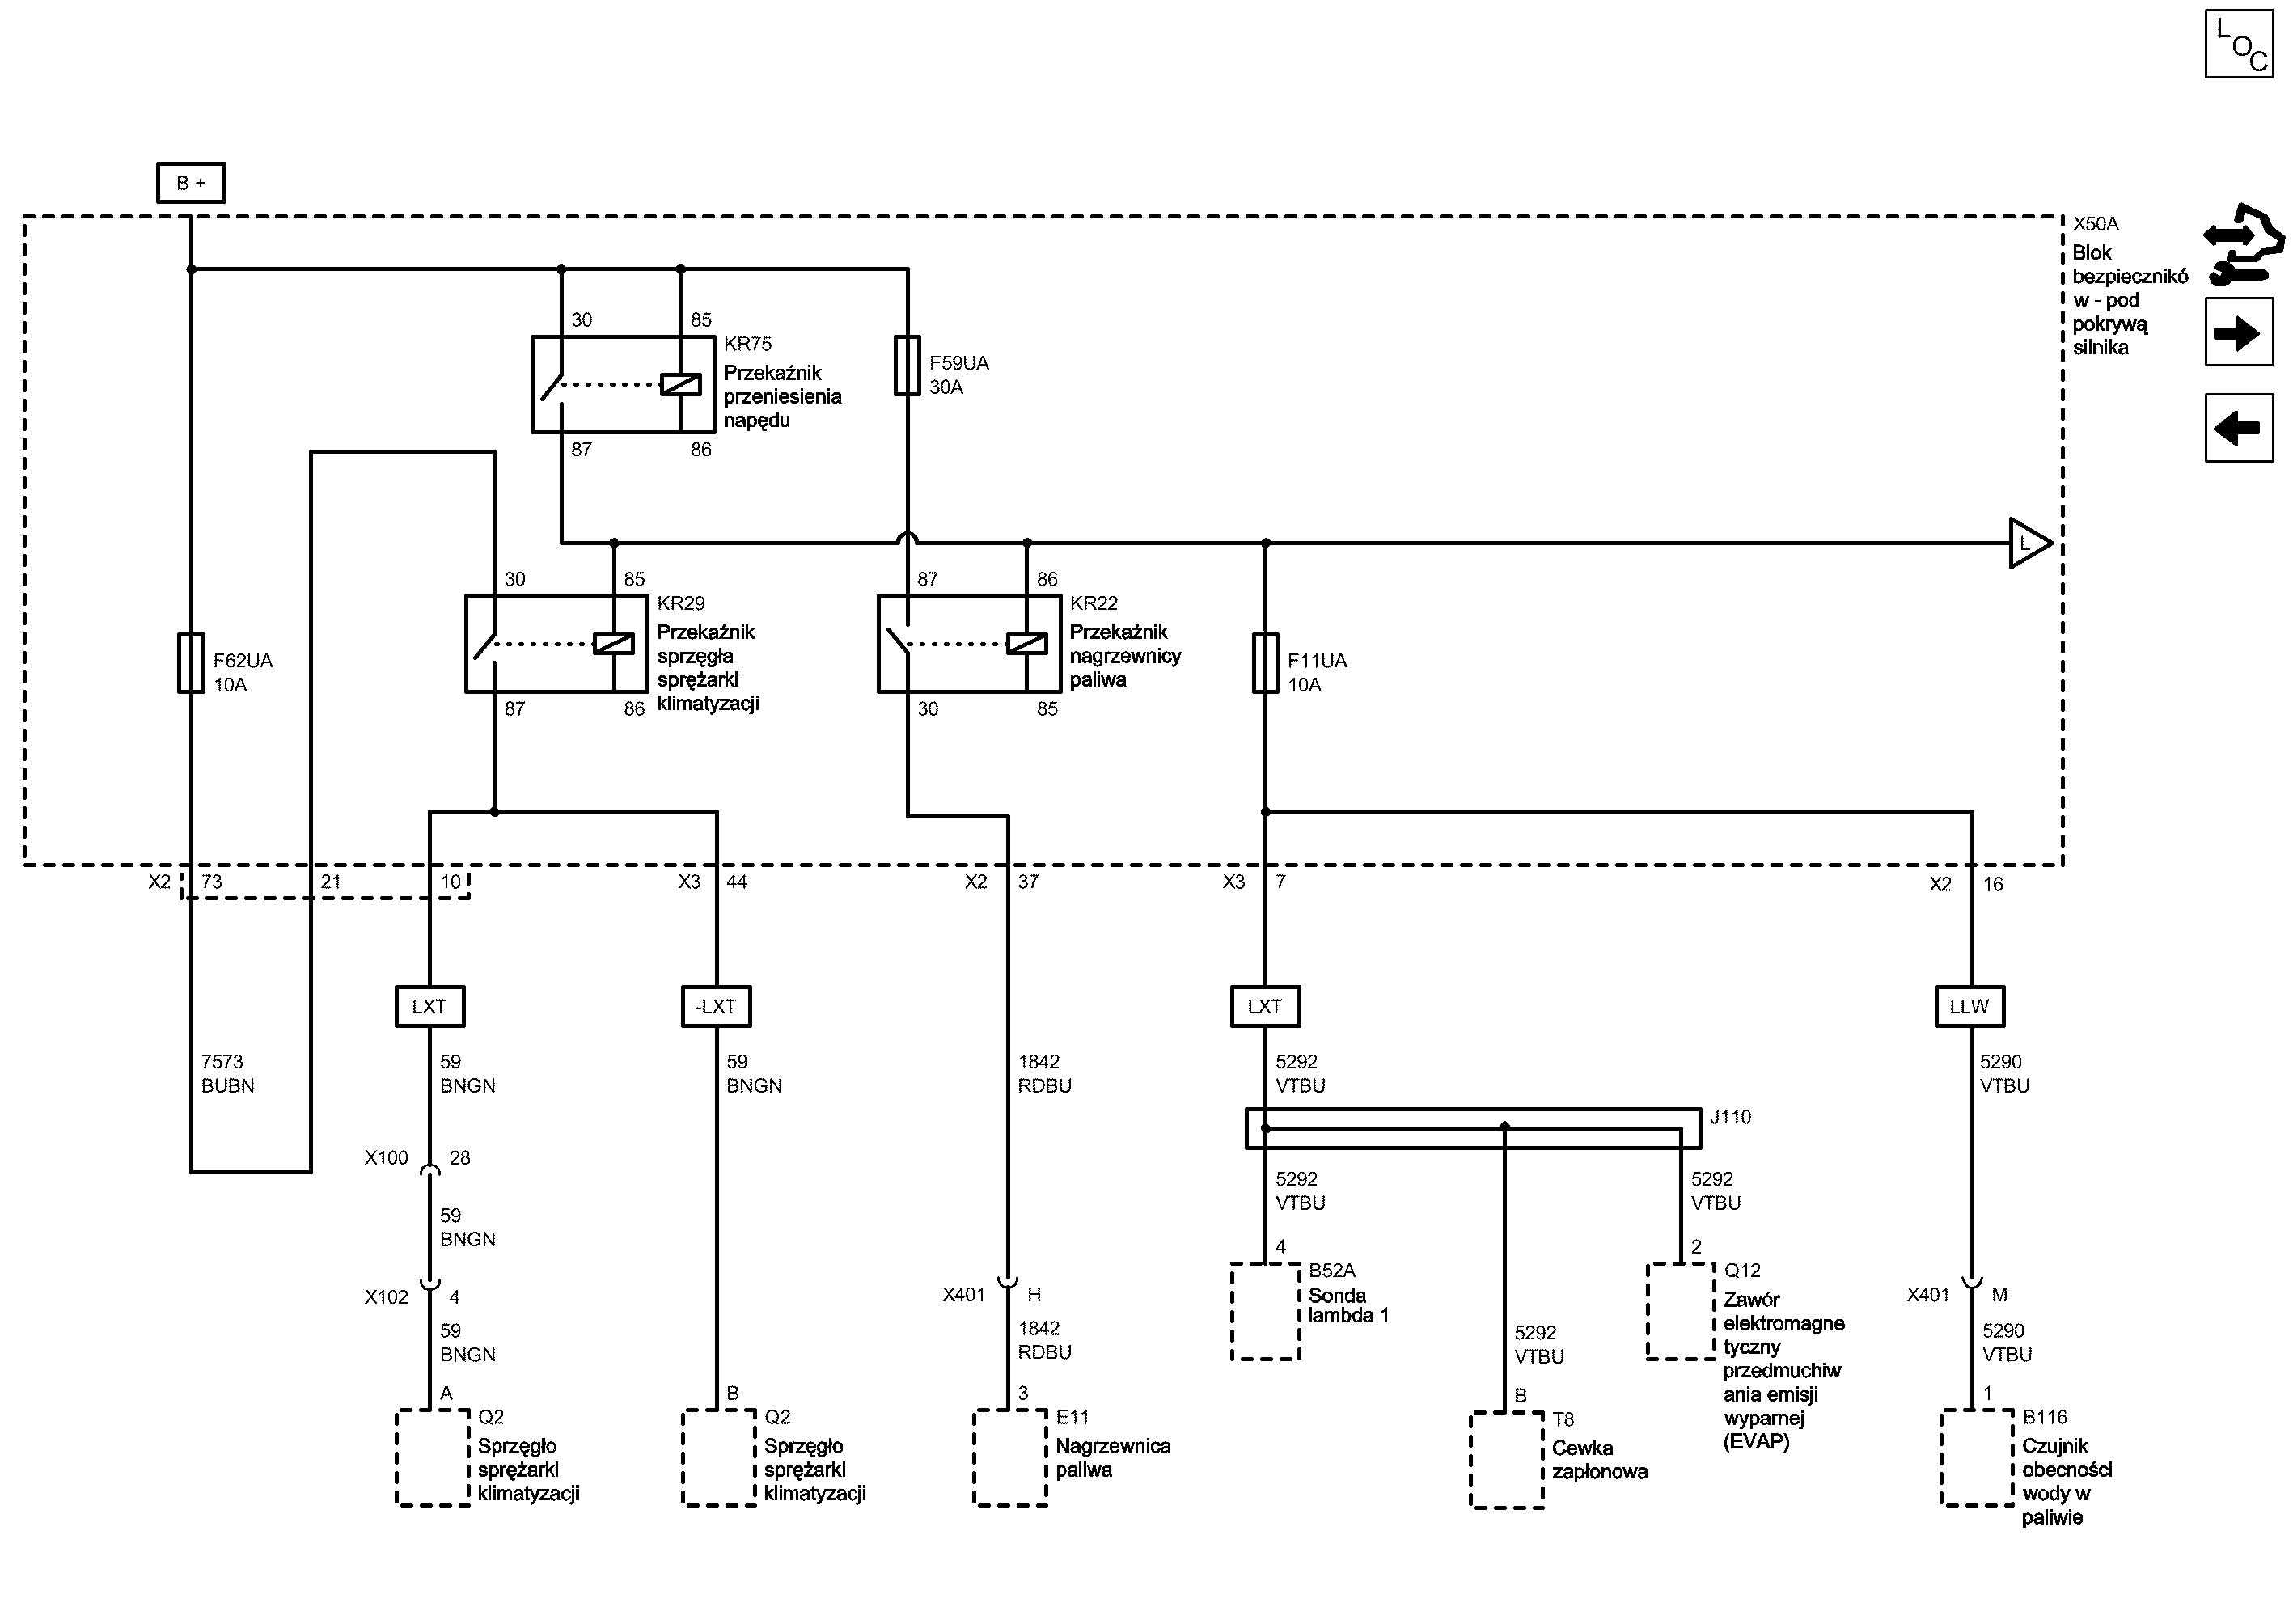 L
O
C
B +
X50A
Blok
bezpiecznikó
w - pod
pokrywą
silnika
30
85
KR75
Przekaźnik
przeniesienia
napędu
87
86
F59UA
30A
L
30
85
KR29
Przekaźnik
sprzęgła
sprężarki
klimatyzacji
87
86
87
86
KR22
Przekaźnik
nagrzewnicy
paliwa
30
85
F62UA
10A
F11UA
10A
X2
73
21
10
X3
44
X2
37
X3
7
X2
16
LXT
-LXT
LXT
LLW
7573
BUBN
59
BNGN
59
BNGN
1842
RDBU
5292
VTBU
5290
VTBU
J110
X100
28
5292
VTBU
5292
VTBU
59
BNGN
4
B52A
Sonda
lambda 1
2
Q12
Zawór
elektromagne
tyczny
przedmuchiw
ania emisji
wyparnej
(EVAP)
X102
4
X401
H
X401
M
59
BNGN
1842
RDBU
5292
VTBU
5290
VTBU
A
Q2
Sprzęgło
sprężarki
klimatyzacji
B
Q2
Sprzęgło
sprężarki
klimatyzacji
3
E11
Nagrzewnica
paliwa
B
T8
Cewka
zapłonowa
1
B116
Czujnik
obecności
wody w
paliwie